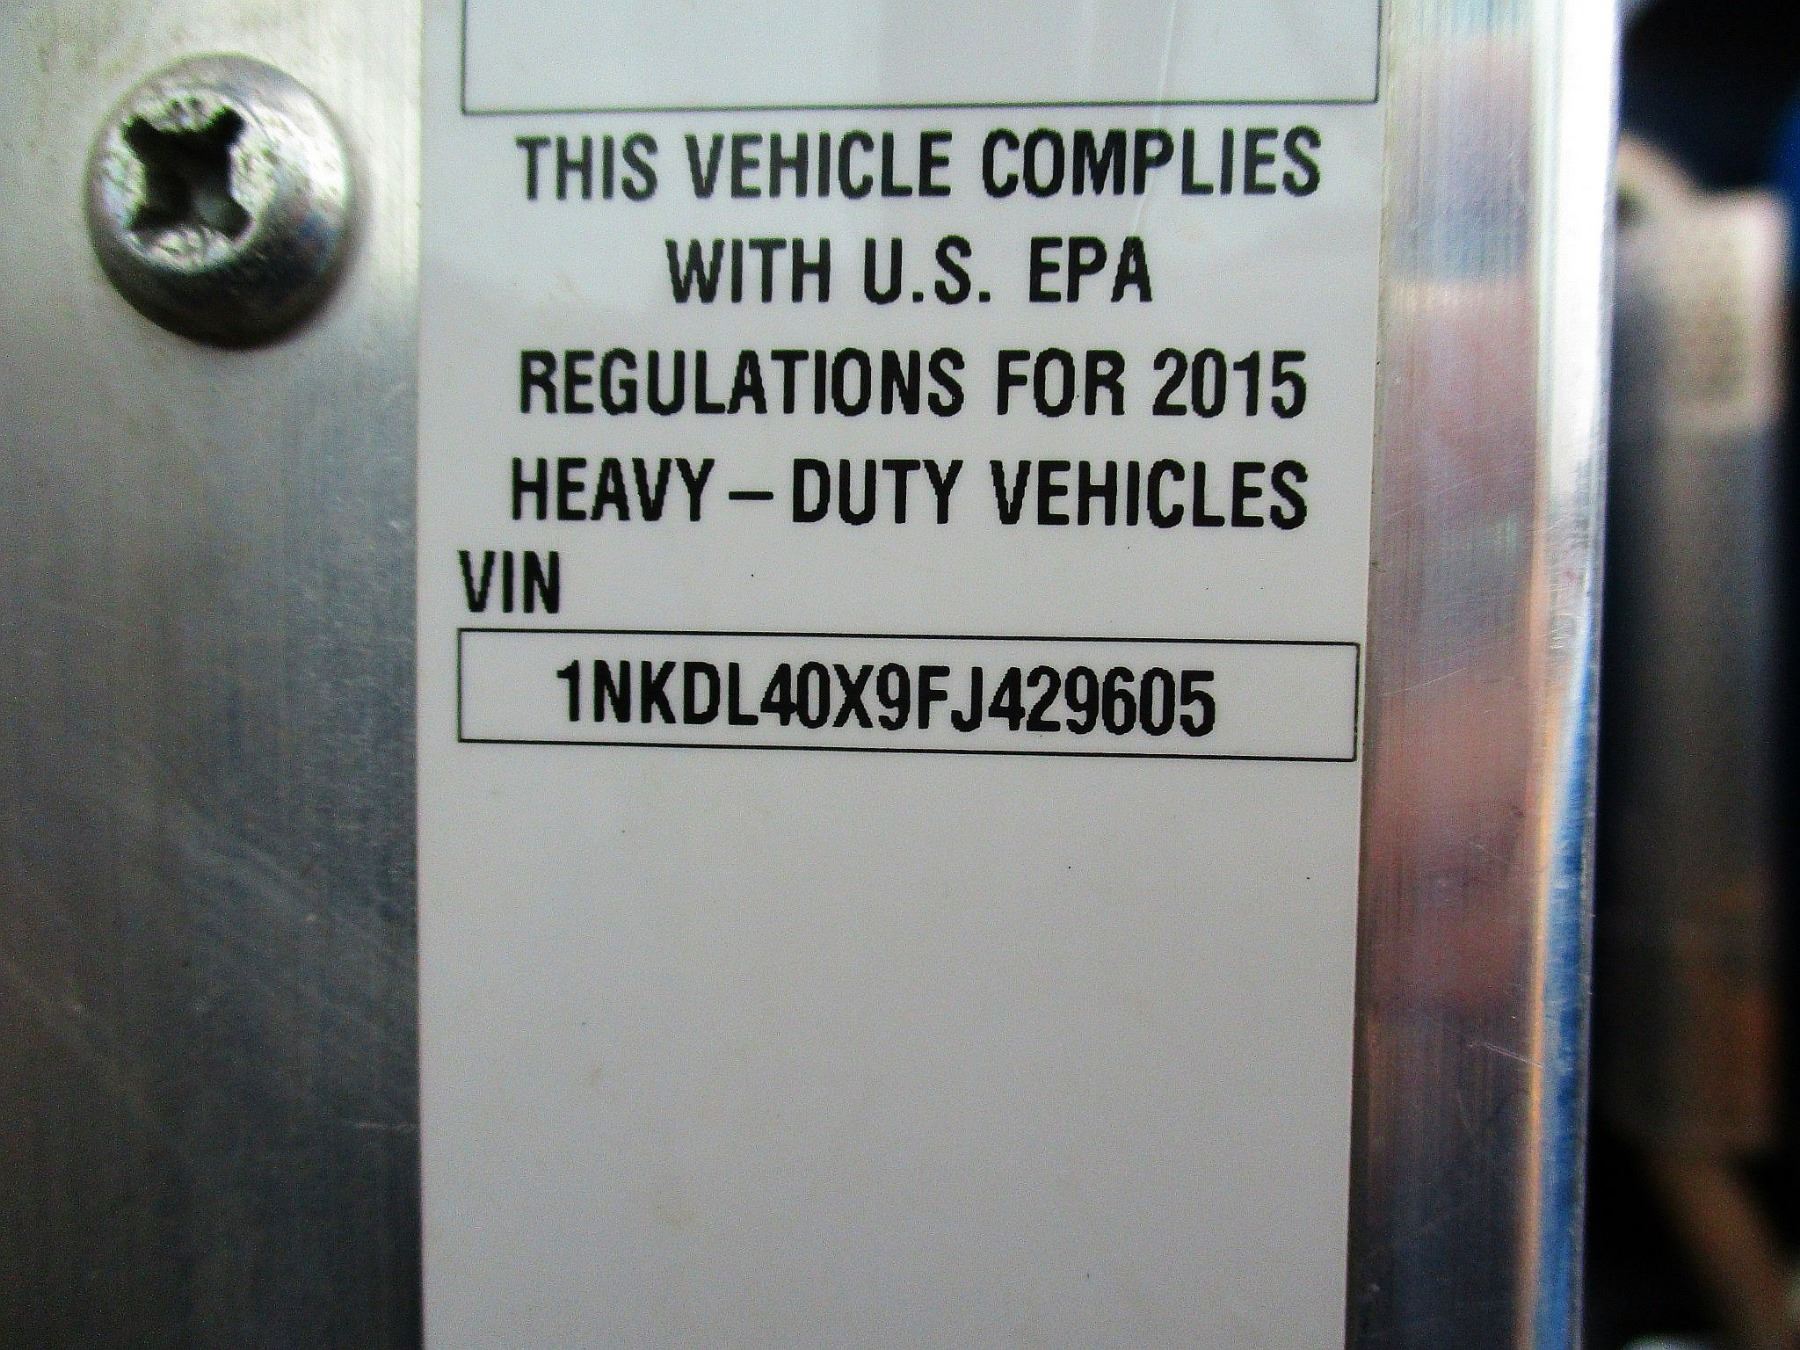 THIS VEHICLE COMPLIES
WITH U.S. EPA
REGULATIONS FOR 2015
HEAVY – DUTY VEHICLES
VIN
1NKDL40X9FJ429605